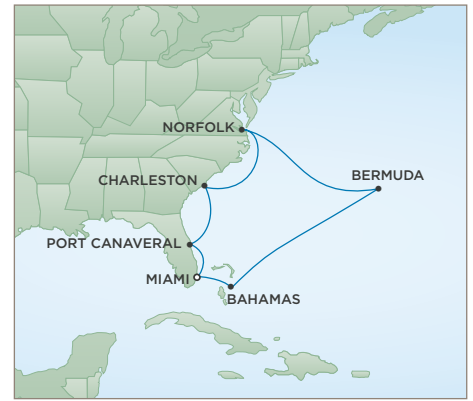 NORFOLK
BERMUDA
CHARLESTON
PORT CANAVERAL
MIAMI
BAHAMAS